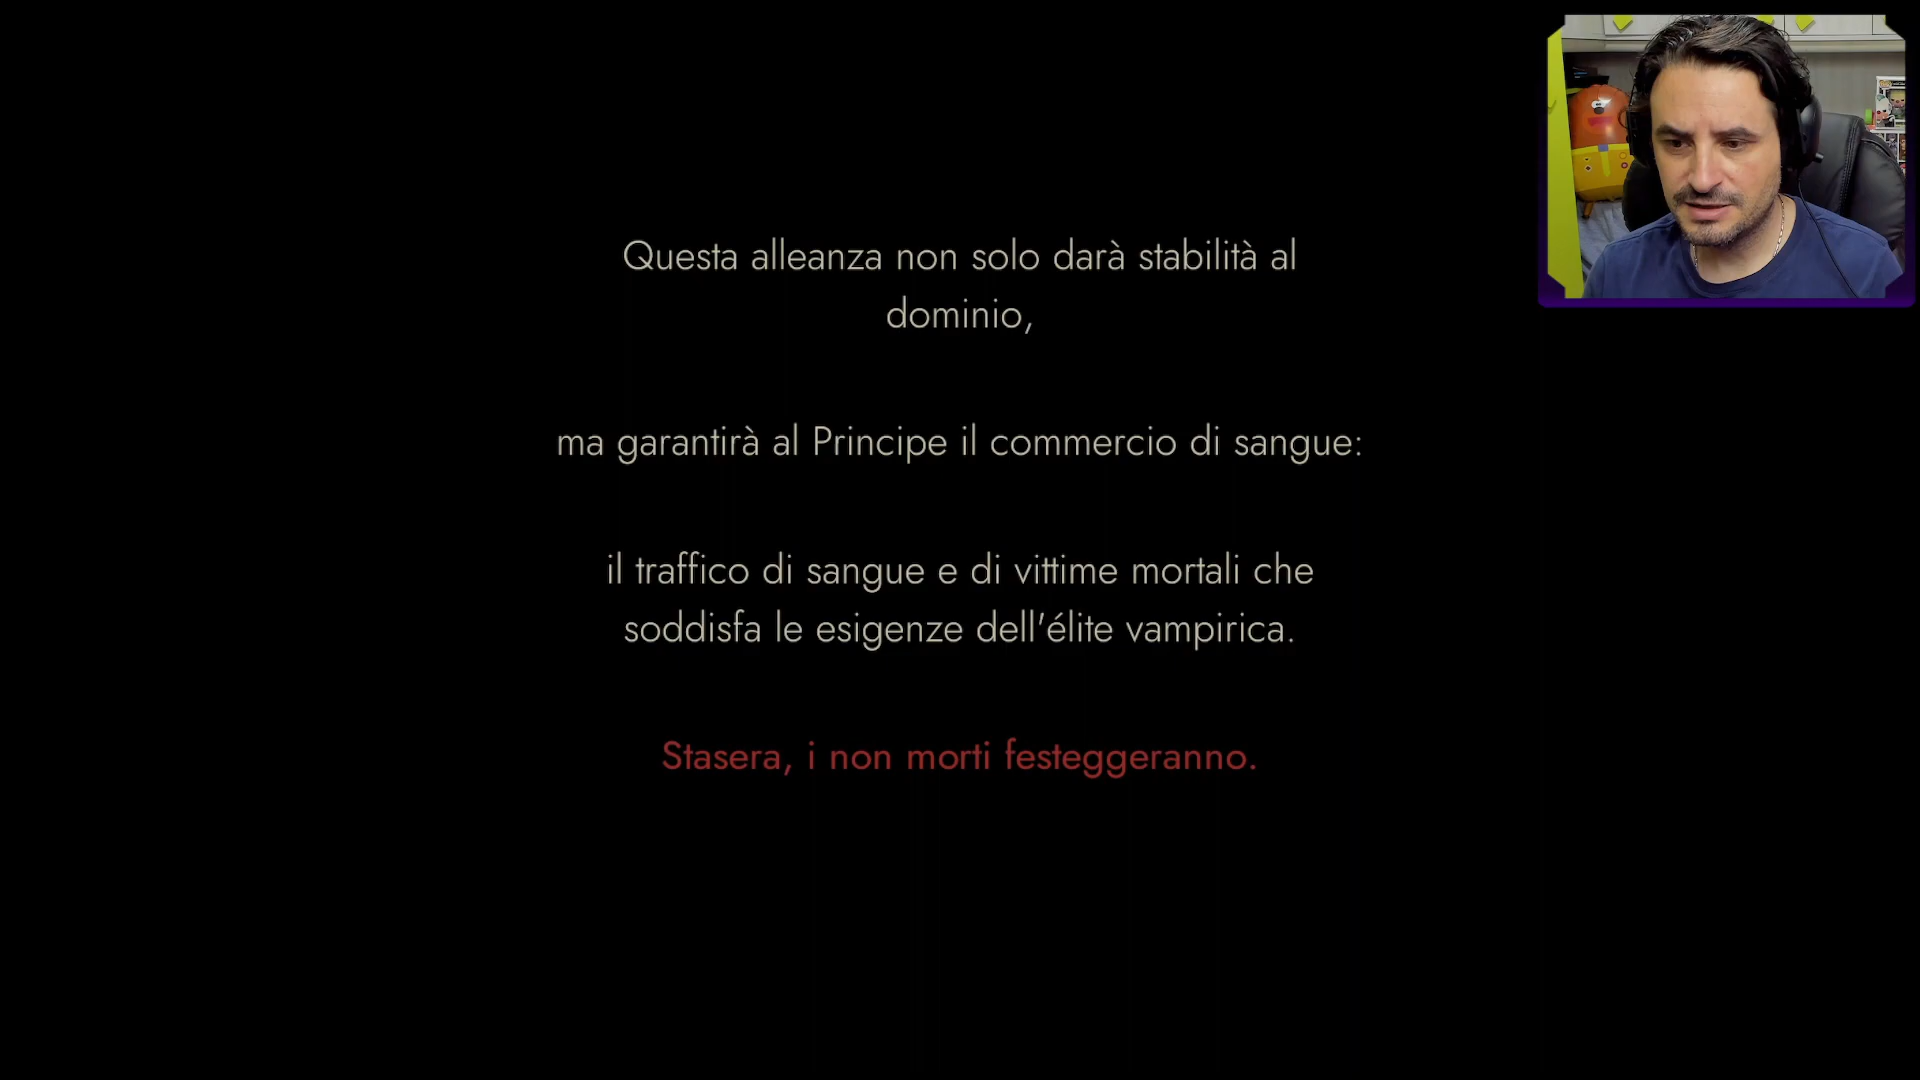 Questa alleanza non solo darà stabilità al
dominio,
ma garantirà al Principe il commercio di sangue:
il traffico di sangue e di vittime mortali che
soddisfa le esigenze dell'élite vampirica.
Stasera, i non morti festeggeranno.